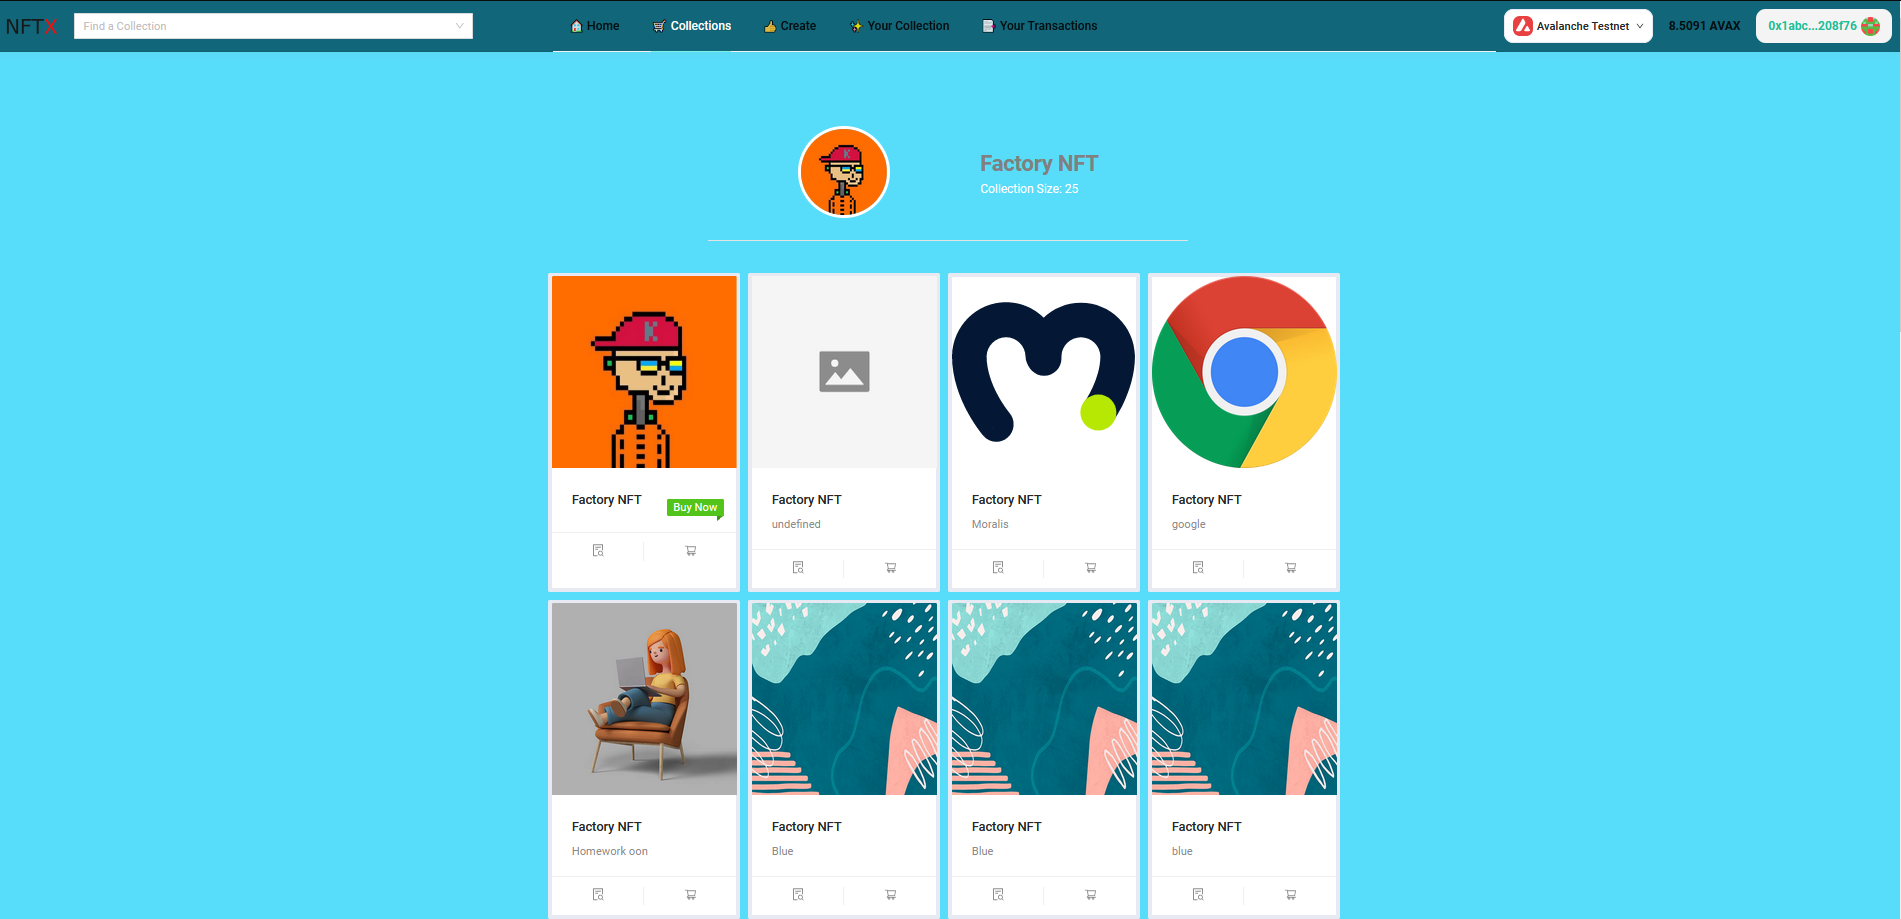 NFTX
Find a Collection
Home
Collections
Create
Your Collection
Your Transactions
Avalanche Testnet
8.5091 AVAX
0x1abc...208f76
Factory NFT
Collection Size: 25
K
Factory NFT
Buy Now
Factory NFT
undefined
Factory NFT
Moralis
Factory NFT
google
Factory NFT
Homework oon
Factory NFT
Blue
Factory NFT
Blue
Factory NFT
blue